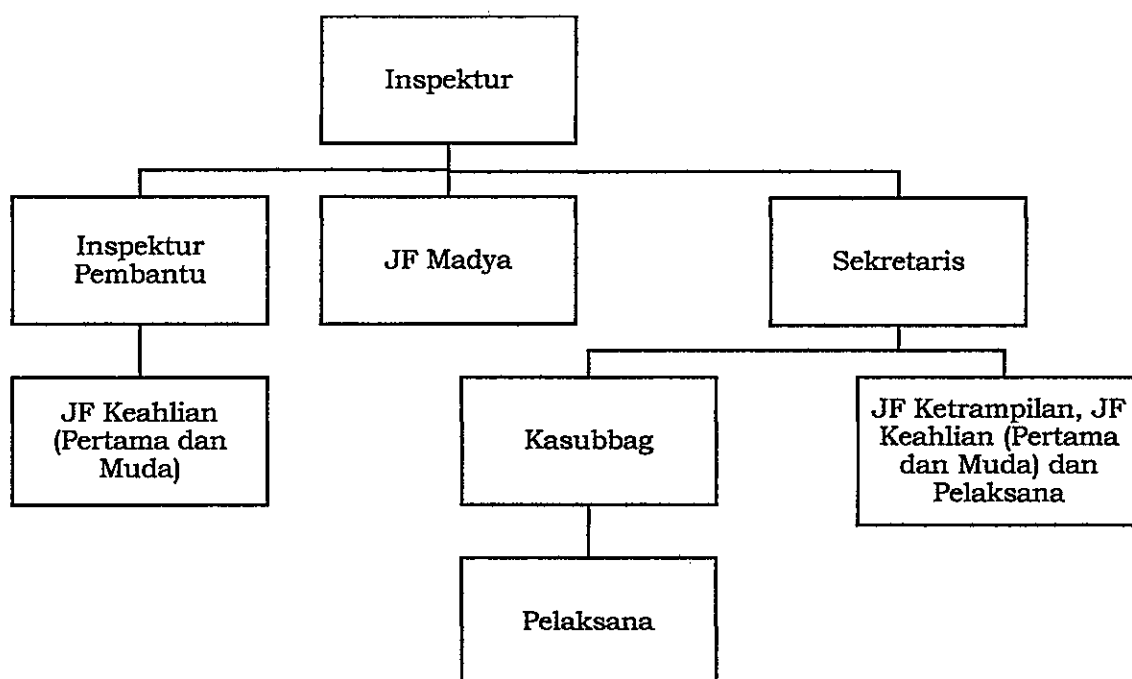 Inspektur
Inspektur
Pembantu
JF Madya
Sekretaris
JF Keahlian
(Pertama dan
Muda)
Kasubbag
JF Ketrampilan, JF
Keahlian (Pertama
dan Muda) dan
Pelaksana
Pelaksana